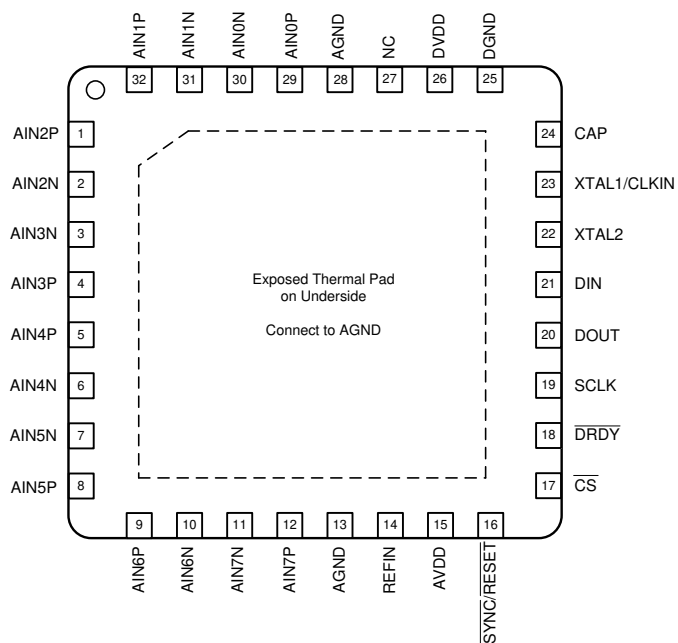 AIN1P
AIN1N
AIN0N
AIN0P
AGND
NC
DVDD
DGND
32
31
30
29
28
27
26
25
AIN2P 1
AIN2N 2
AIN3N 3
AIN3P 4
AIN4P 5
AIN4N 6
AIN5N 7
AIN5P 8
24 CAP
23 XTAL1/CLKIN
22 XTAL2
21 DIN
20 DOUT
19 SCLK
18 DRDY
17 CS
Exposed Thermal Pad
on Underside
Connect to AGND
9
10
11
12
13
14
15
16
AIN6P
AIN6N
AIN7N
AIN7P
AGND
REFIN
AVDD
SYNC/RESET